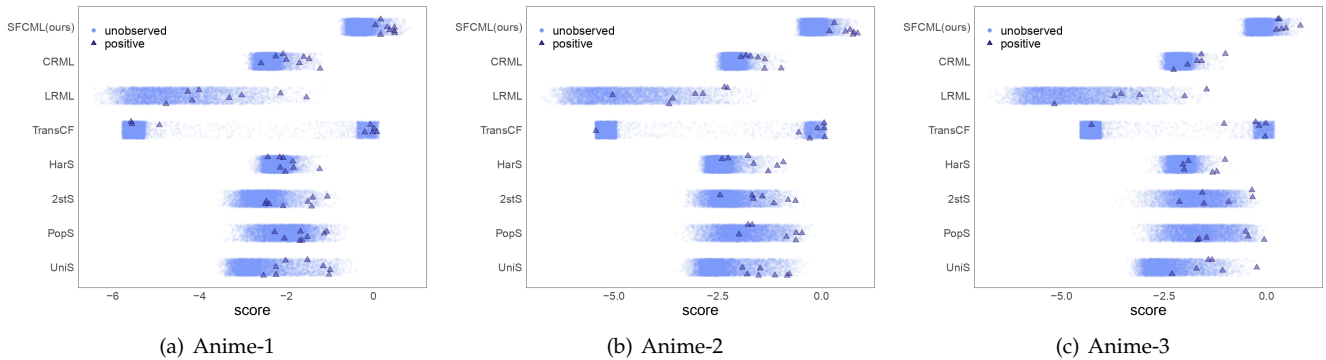 SFCML(ours)
CRML
LRML
TransCF
HarS
2stS
PopS
UniS
unobserved
positive
−6
−4
−2
0
score
(a) Anime-1
SFCML(ours)
CRML
LRML
TransCF
HarS
2stS
PopS
UniS
unobserved
positive
−5.0
−2.5
0.0
score
(b) Anime-2
SFCML(ours)
CRML
LRML
TransCF
HarS
2stS
PopS
UniS
unobserved
positive
−5.0
−2.5
0.0
score
(c) Anime-3